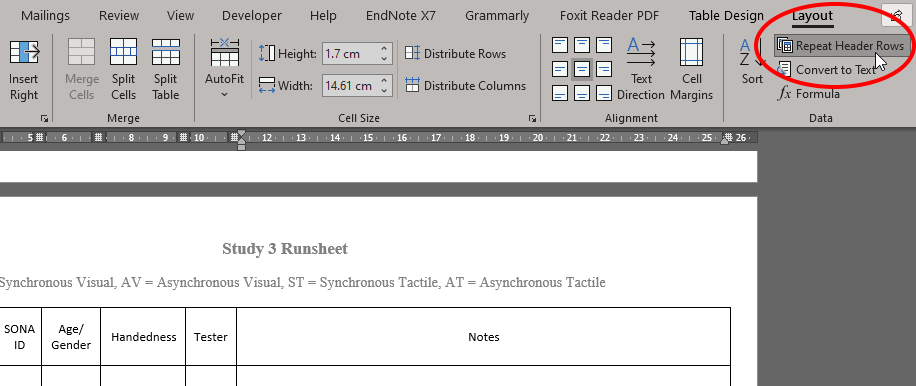 Mailings Review View Developer Help EndNote X7 Grammarly Foxit Reader PDF Table Design Layout
Insert Right
Merge Cells
Split Cells
Split Table
Merge
AutoFit
Height: 1.7 cm
Width: 14.61 cm
Distribute Rows
Distribute Columns
Cell Size
Text Direction
Cell Margins
Alignment
A Z
Sort
Repeat Header Rows
Convert to Text
fx Formula
Data
5 6 7 8 9 10 12 13 14 15 16 17 18 19 20 21 22 23 24 25 26
Study 3 Runsheet
Synchronous Visual, AV = Asynchronous Visual, ST = Synchronous Tactile, AT = Asynchronous Tactile
SONA ID
Age/ Gender
Handedness
Tester
Notes